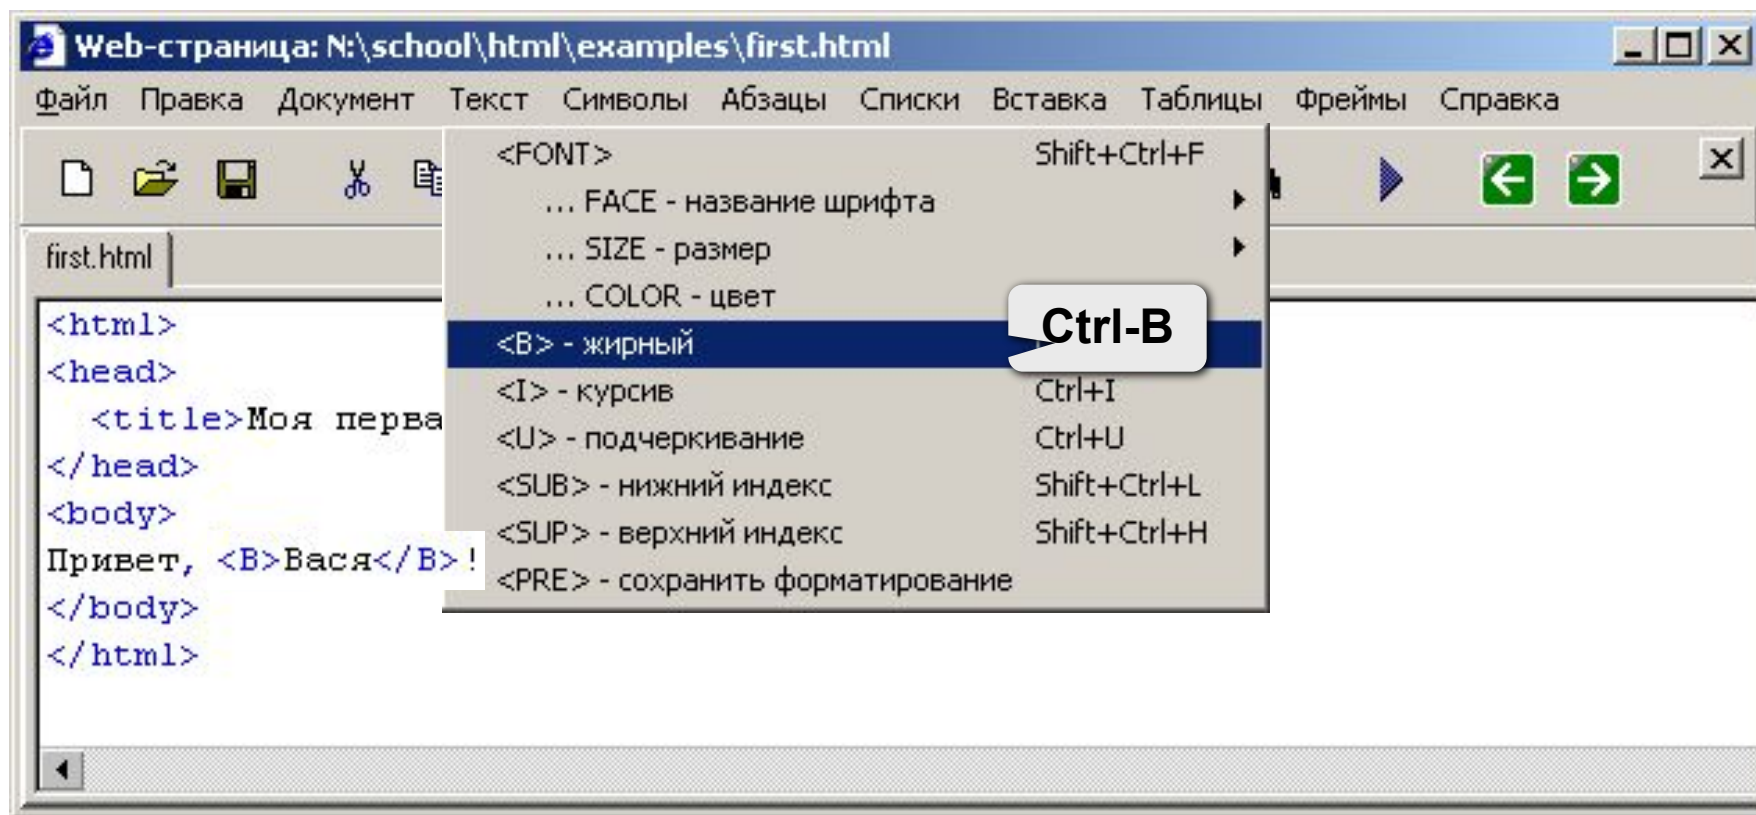 Web-страница: N:\school\html\examples\first.html
Файл Правка Документ Текст Символы Абзацы Списки Вставка Таблицы Фреймы Справка
<FONT> Shift+Ctrl+F
... FACE - название шрифта
... SIZE - размер
... COLOR - цвет
<B> - жирный Ctrl-B
<I> - курсив Ctrl+I
<U> - подчеркивание Ctrl+U
<SUB> - нижний индекс Shift+Ctrl+L
<SUP> - верхний индекс Shift+Ctrl+H
<PRE> - сохранить форматирование
first.html
<html>
<head>
<title>Моя перва
</head>
<body>
Привет, <B>Вася</B>!
</body>
</html>